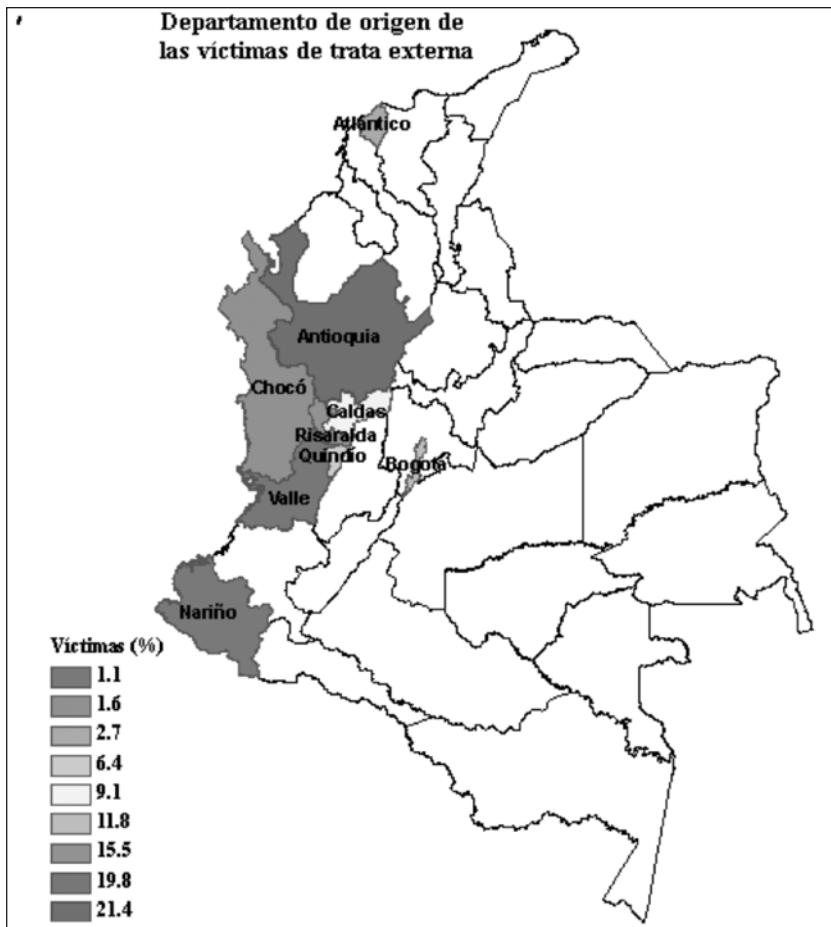 Departamento de origen de
las víctimas de trata externa
Atlántico
Antioquia
Chocó
Caldas
Risaralda
Quindío
Bogotá
Valle
Nariño
Víctimas (%)
1.1
1.6
2.7
6.4
9.1
11.8
15.5
19.8
21.4